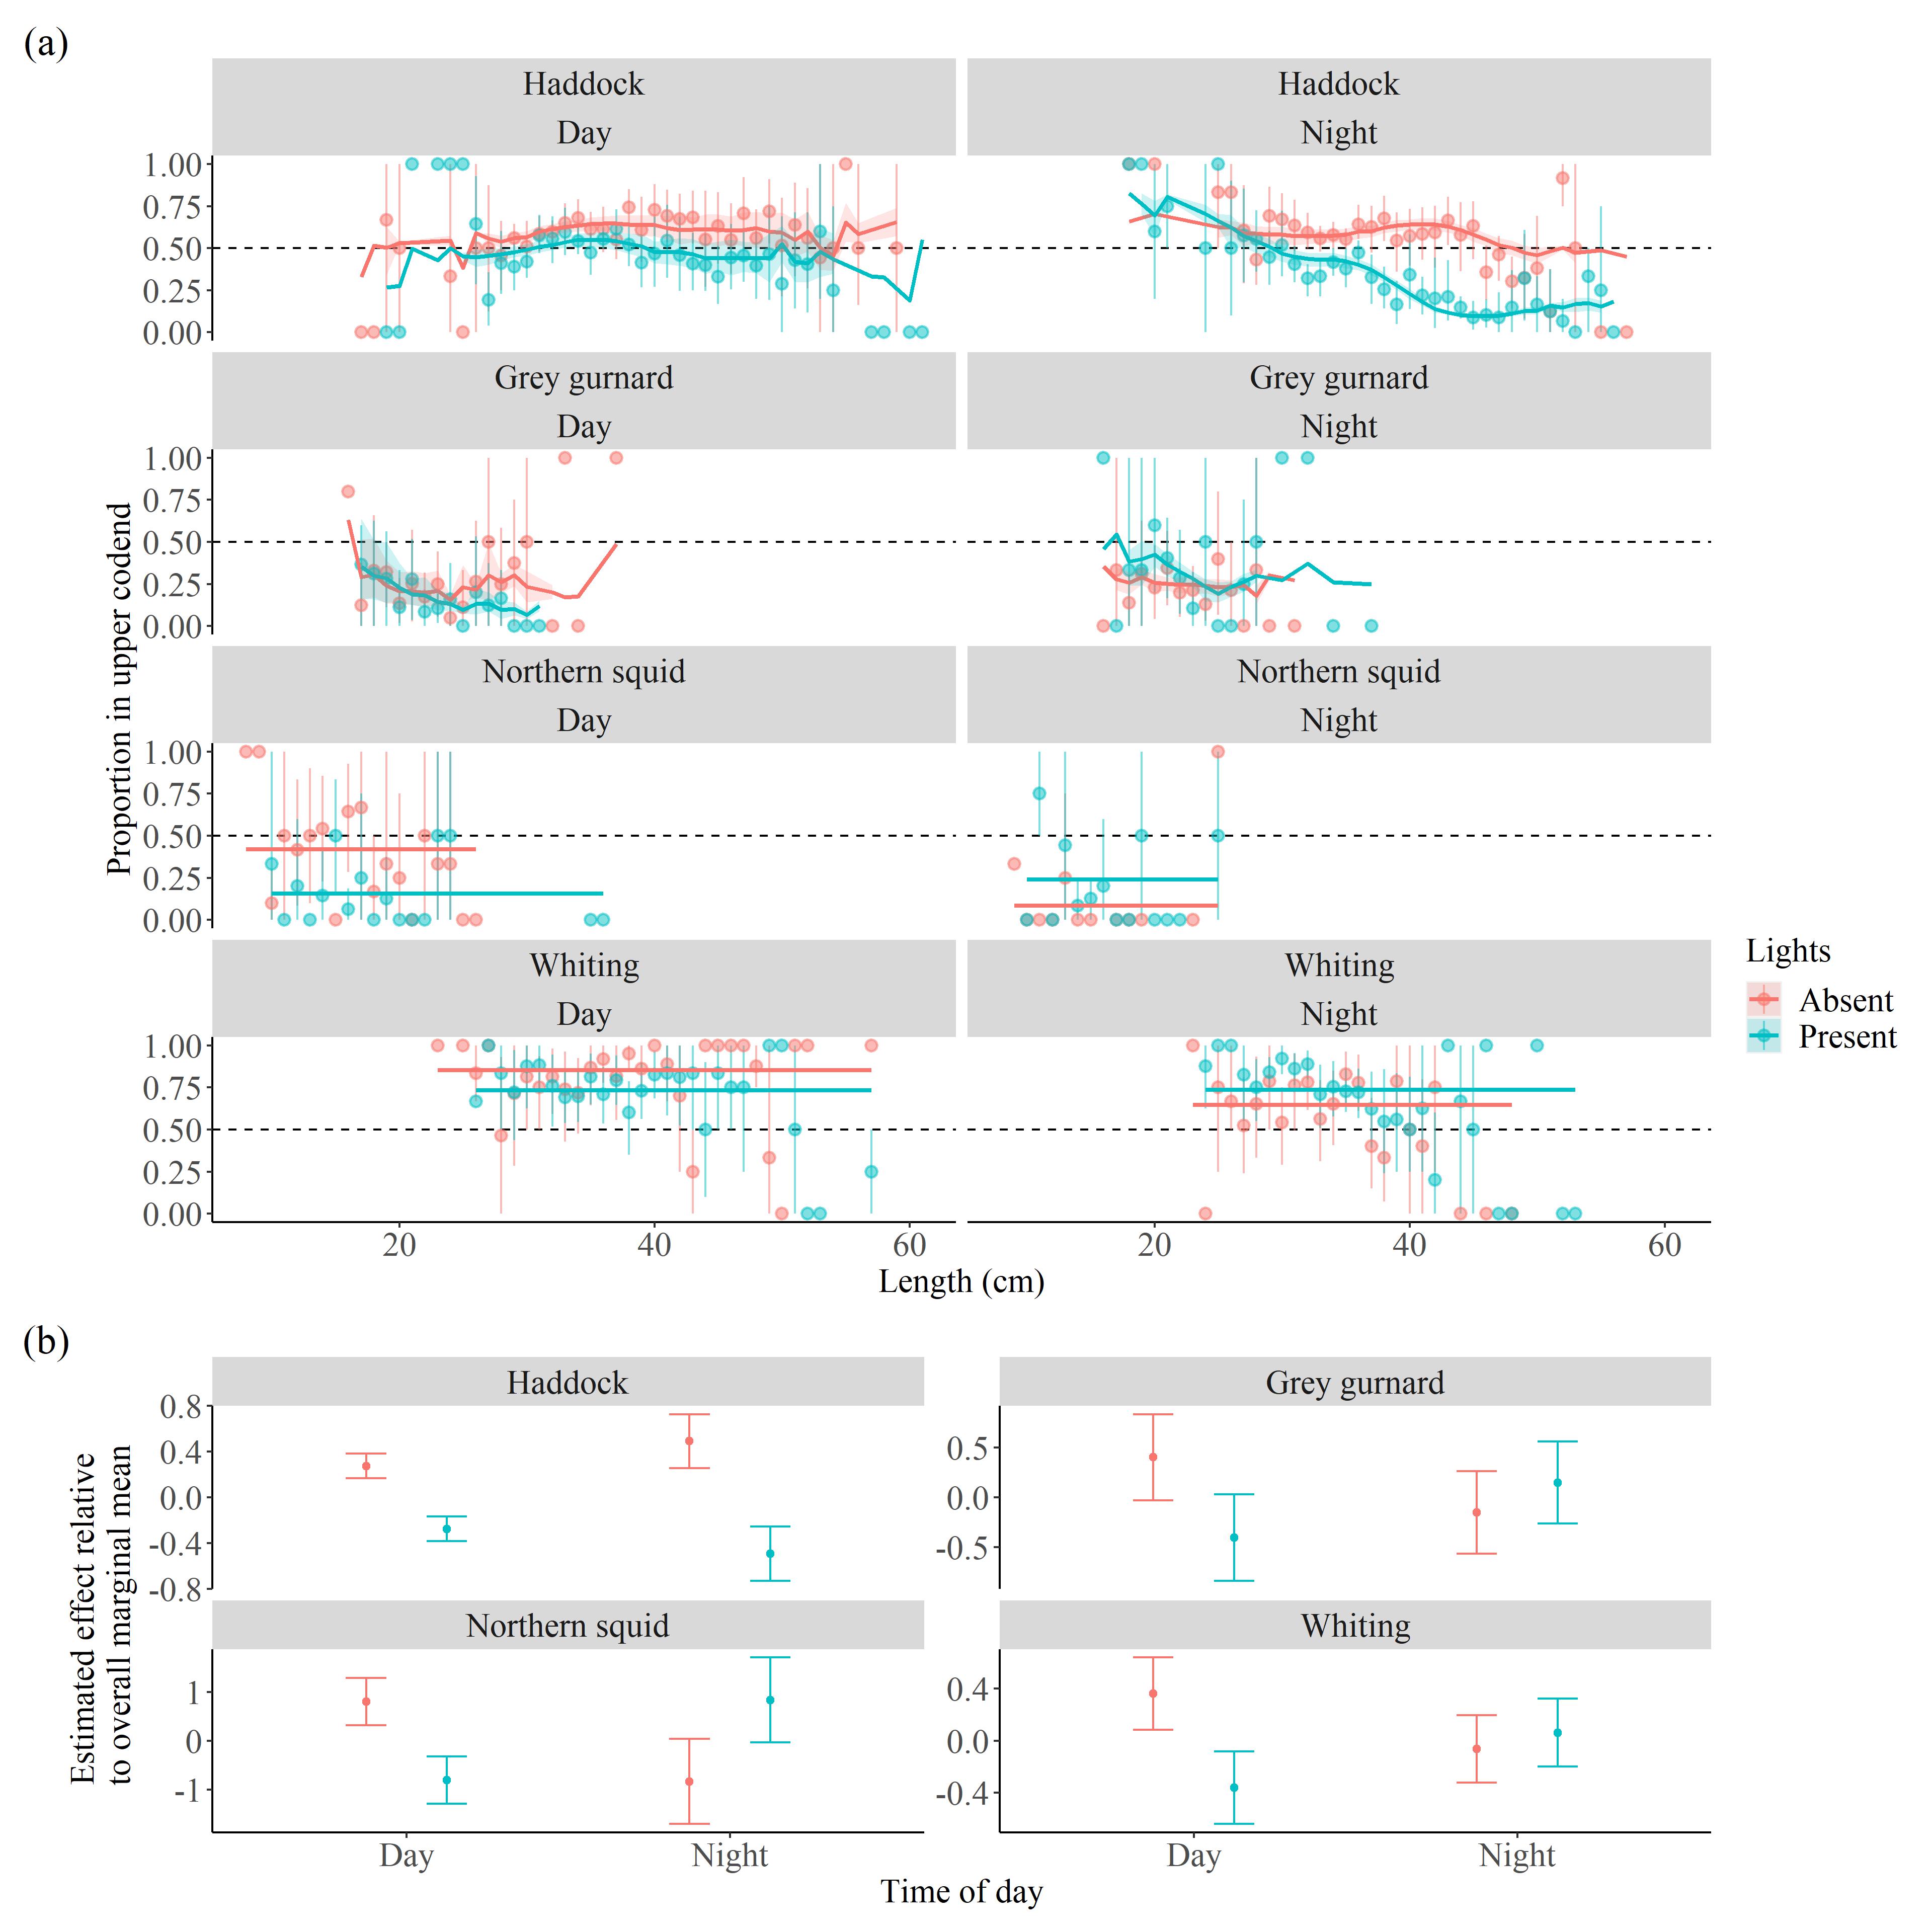 (a)
Haddock
Day
Haddock
Night
1.00
0.75
0.50
0.25
0.00
Grey gurnard
Day
Grey gurnard
Night
1.00
0.75
0.50
0.25
0.00
Northern squid
Day
Northern squid
Night
1.00
0.75
0.50
0.25
0.00
Whiting
Day
Whiting
Night
1.00
0.75
0.50
0.25
0.00
Proportion in upper codend
20 40 60
20 40 60
Length (cm)
Lights
Absent
Present
(b)
Haddock
0.8
0.4
0.0
-0.4
-0.8
Grey gurnard
0.5
0.0
-0.5
Northern squid
1
0
-1
Whiting
0.4
0.0
-0.4
Estimated effect relative
to overall marginal mean
Day Night
Day Night
Time of day